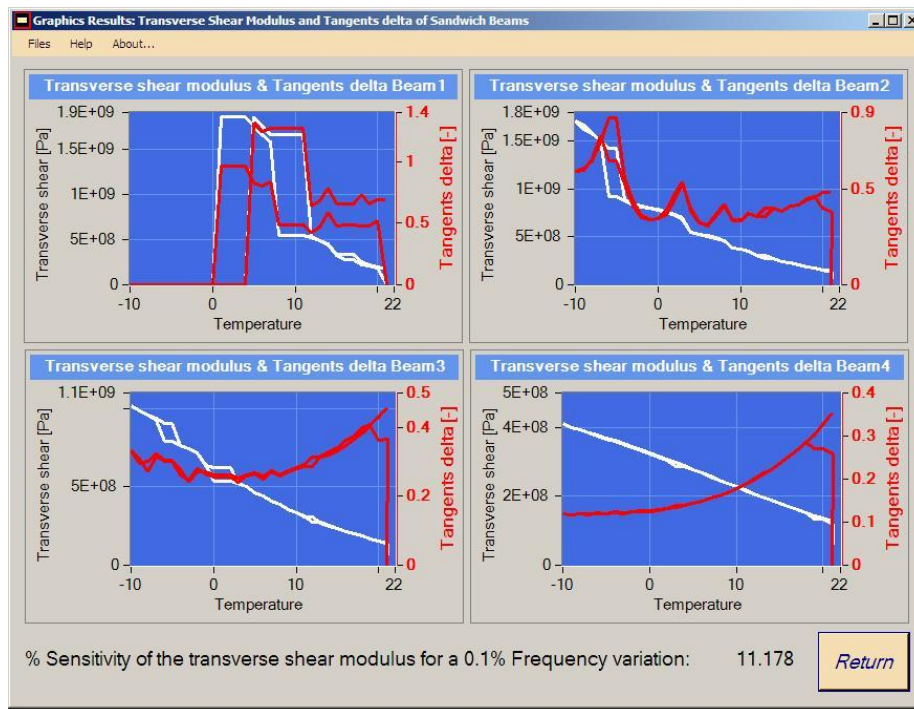 Graphics Results: Transverse Shear Modulus and Tangents delta of Sandwich Beams
Files Help About...
Transverse shear modulus & Tangents delta Beam1
Transverse shear [Pa]
1.9E+09
1.5E+09
1E+09
5E+08
0
1.4
1
0.5
0
Tangents delta [-]
-10 0 10 22
Temperature
Transverse shear modulus & Tangents delta Beam2
Transverse shear [Pa]
1.8E+09
1.5E+09
1E+09
5E+08
0
0.9
0.5
0
Tangents delta [-]
-10 0 10 22
Temperature
Transverse shear modulus & Tangents delta Beam3
Transverse shear [Pa]
1.1E+09
5E+08
0
0.5
0.4
0.2
0
Tangents delta [-]
-10 0 10 22
Temperature
Transverse shear modulus & Tangents delta Beam4
Transverse shear [Pa]
5E+08
4E+08
2E+08
0
0.4
0.3
0.2
0.1
0
Tangents delta [-]
-10 0 10 22
Temperature
% Sensitivity of the transverse shear modulus for a 0.1% Frequency variation: 11.178
Return